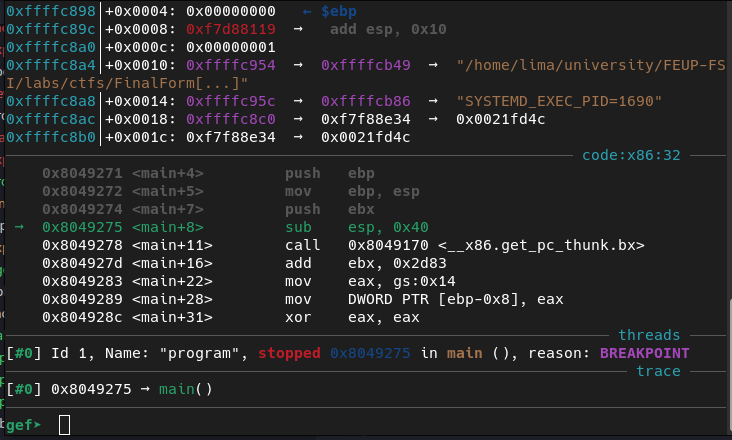 0xffffc898│+0x0004: 0x00000000   ← $ebp
0xffffc89c│+0x0008: 0xf7d88119  →   add esp, 0x10
0xffffc8a0│+0x000c: 0x00000001
0xffffc8a4│+0x0010: 0xffffc954  →  0xffffcb49  →  "/home/lima/university/FEUP-FS
I/labs/ctfs/FinalForm[...]"
0xffffc8a8│+0x0014: 0xffffc95c  →  0xffffcb86  →  "SYSTEMD_EXEC_PID=1690"
0xffffc8ac│+0x0018: 0xffffc8c0  →  0xf7f88e34  →  0x0021fd4c
0xffffc8b0│+0x001c: 0xf7f88e34  →  0x0021fd4c
code:x86:32
0x8049271 <main+4>         push   ebp
0x8049272 <main+5>         mov    ebp, esp
0x8049274 <main+7>         push   ebx
→  0x8049275 <main+8>         sub    esp, 0x40
0x8049278 <main+11>        call   0x8049170 <__x86.get_pc_thunk.bx>
0x804927d <main+16>        add    ebx, 0x2d83
0x8049283 <main+22>        mov    eax, gs:0x14
0x8049289 <main+28>        mov    DWORD PTR [ebp-0x8], eax
0x804928c <main+31>        xor    eax, eax
threads
[#0] Id 1, Name: "program", stopped 0x8049275 in main (), reason: BREAKPOINT
trace
[#0] 0x8049275 → main()
gef➤